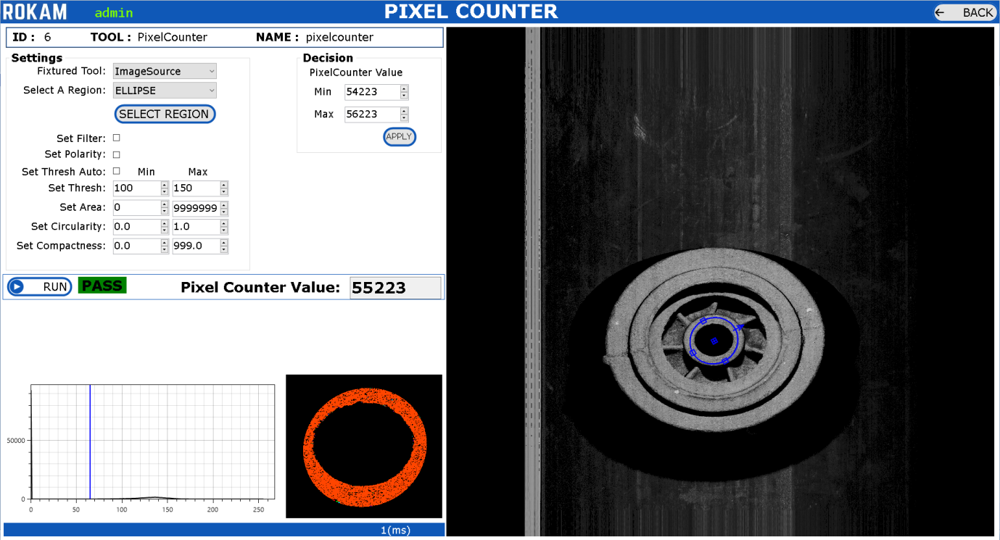 ROKAM admin PIXEL COUNTER ← BACK
ID : 6 TOOL : PixelCounter NAME : pixelcounter
Settings
Fixtured Tool: ImageSource
Select A Region: ELLIPSE
SELECT REGION
Set Filter:
Set Polarity:
Set Thresh Auto: Min Max
Set Thresh: 100 150
Set Area: 0 9999999
Set Circularity: 0.0 1.0
Set Compactness: 0.0 999.0
Decision
PixelCounter Value
Min 54223
Max 56223
APPLY
RUN PASS Pixel Counter Value: 55223
50000
0
0 50 100 150 200 250
1(ms)